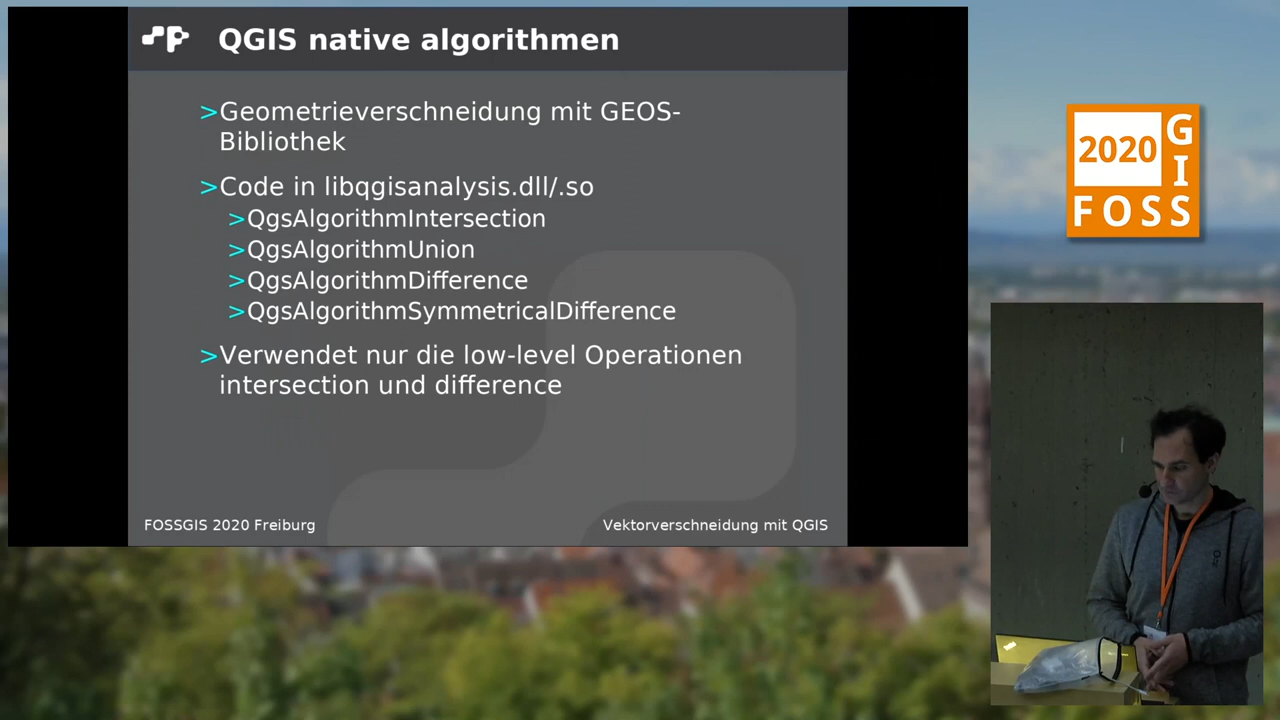 QGIS native algorithmen
>Geometrieverschneidung mit GEOS-
Bibliothek
>Code in libqgisanalysis.dll/.so
>QgsAlgorithmIntersection
>QgsAlgorithmUnion
>QgsAlgorithmDifference
>QgsAlgorithmSymmetricalDifference
>Verwendet nur die low-level Operationen
intersection und difference
FOSSGIS 2020 Freiburg
Vektorverschneidung mit QGIS
2020
GIS
FOSS